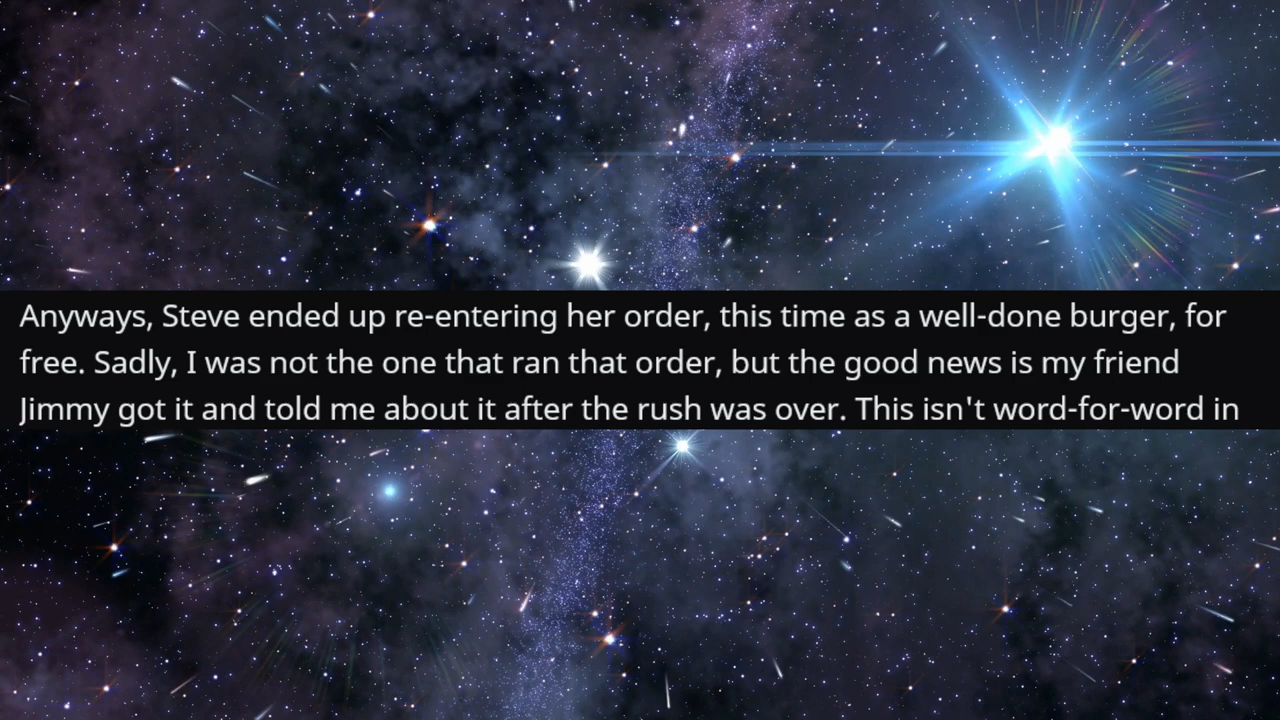 Anyways, Steve ended up re-entering her order, this time as a well-done burger, for
free. Sadly, I was not the one that ran that order, but the good news is my friend
Jimmy got it and told me about it after the rush was over. This isn't word-for-word in